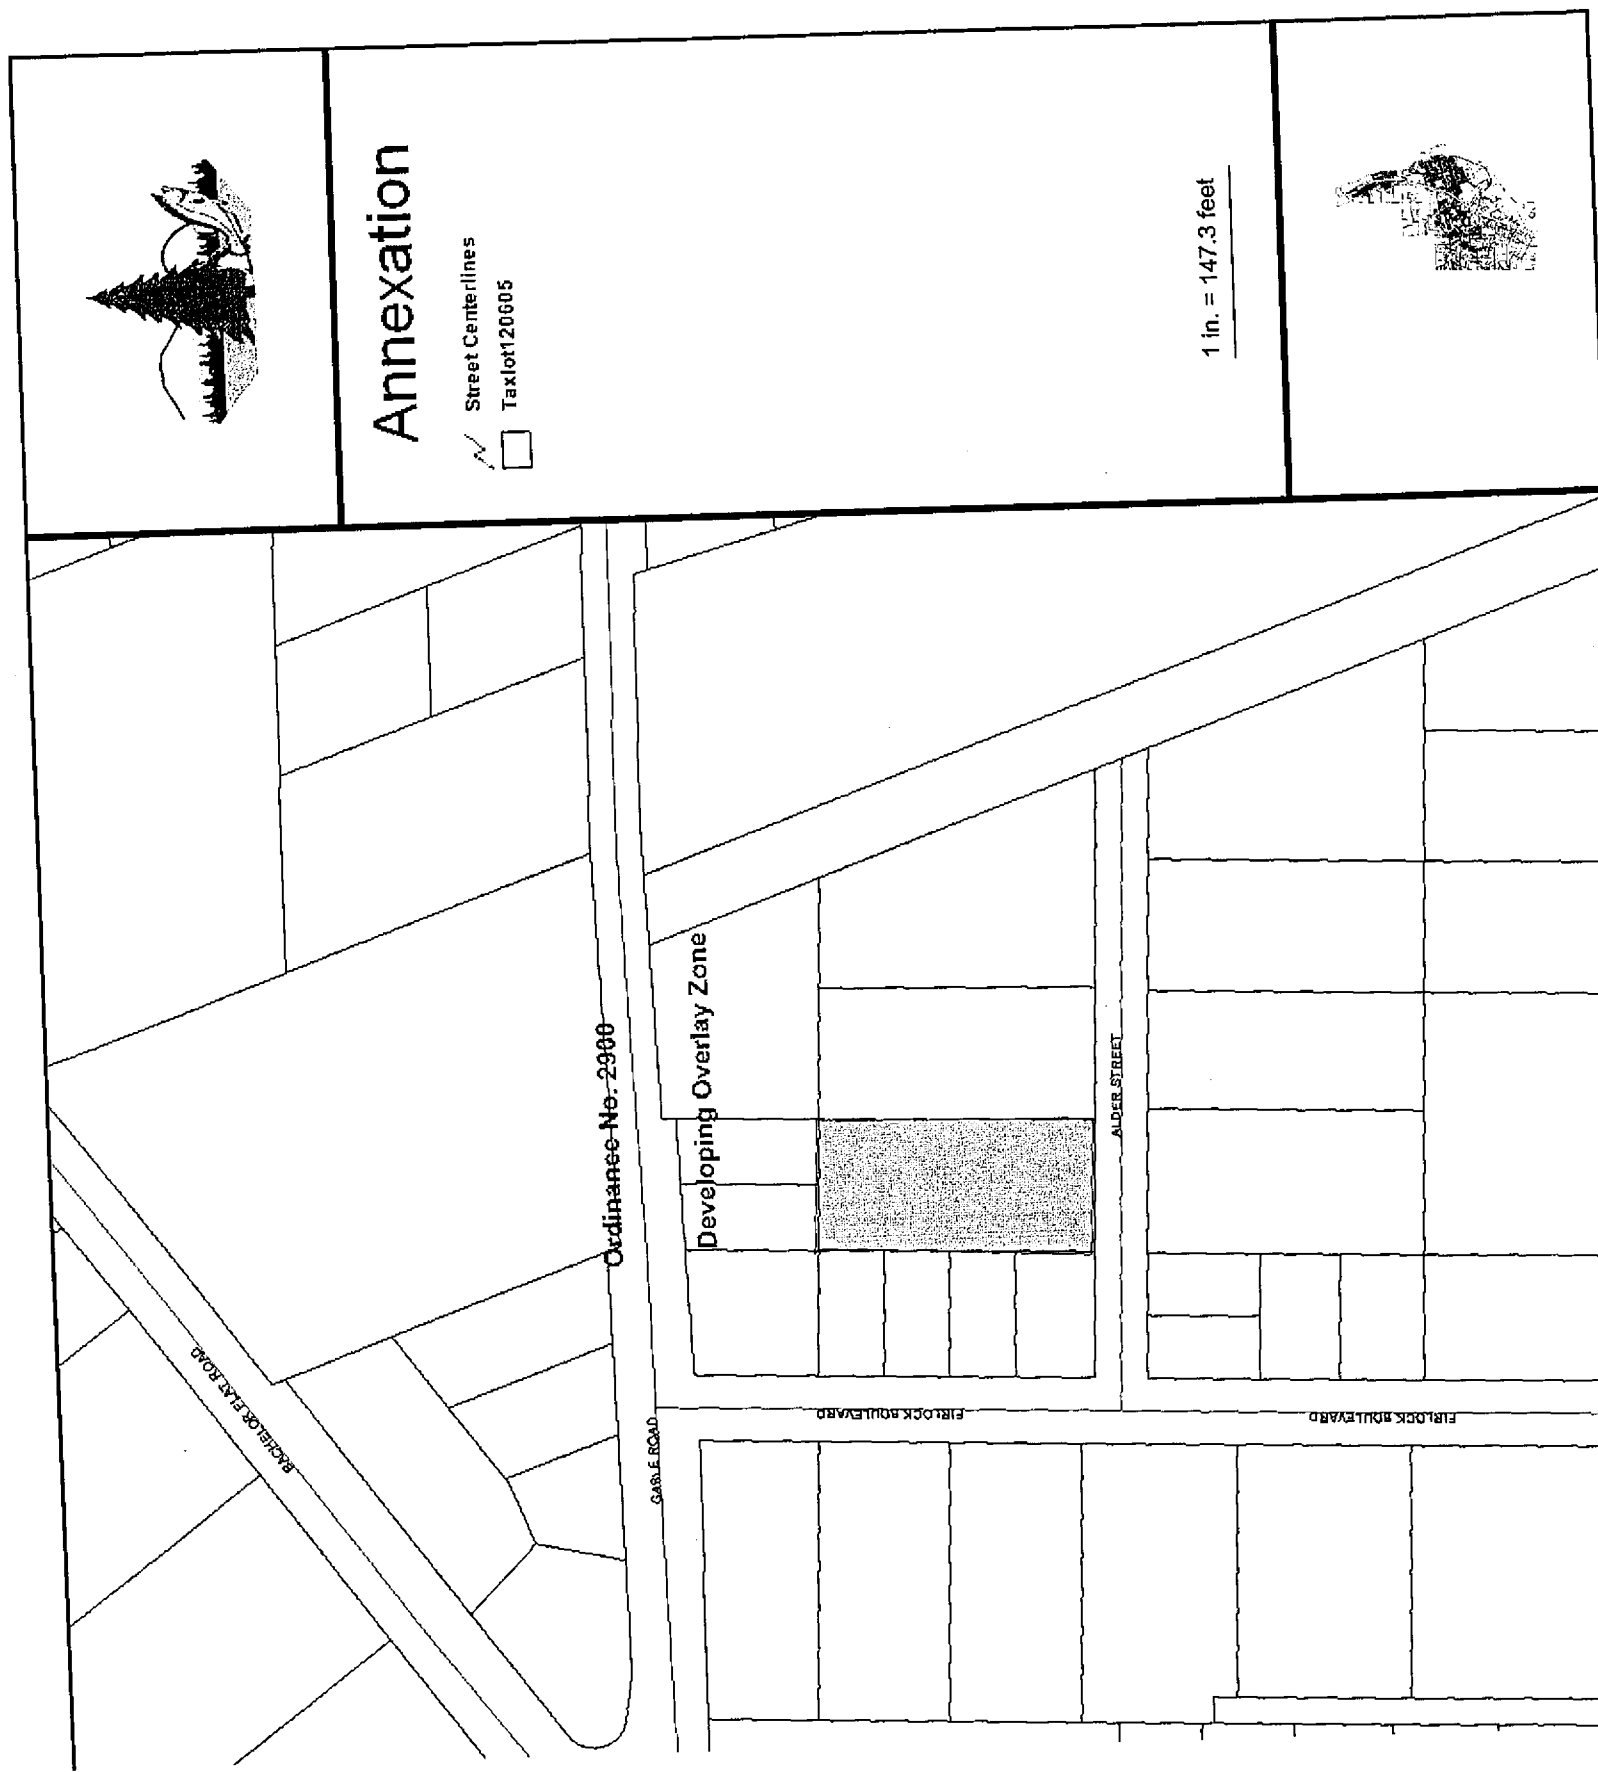 Annexation
Street Centerlines
Taxlot120605
1 in. = 147.3 feet
Ordinance No. 2900
Developing Overlay Zone
BACHELOR FLAT ROAD
GABLE ROAD
ALDER STREET
FIRLOCK BOULEVARD
FIRLOCK BOULEVARD